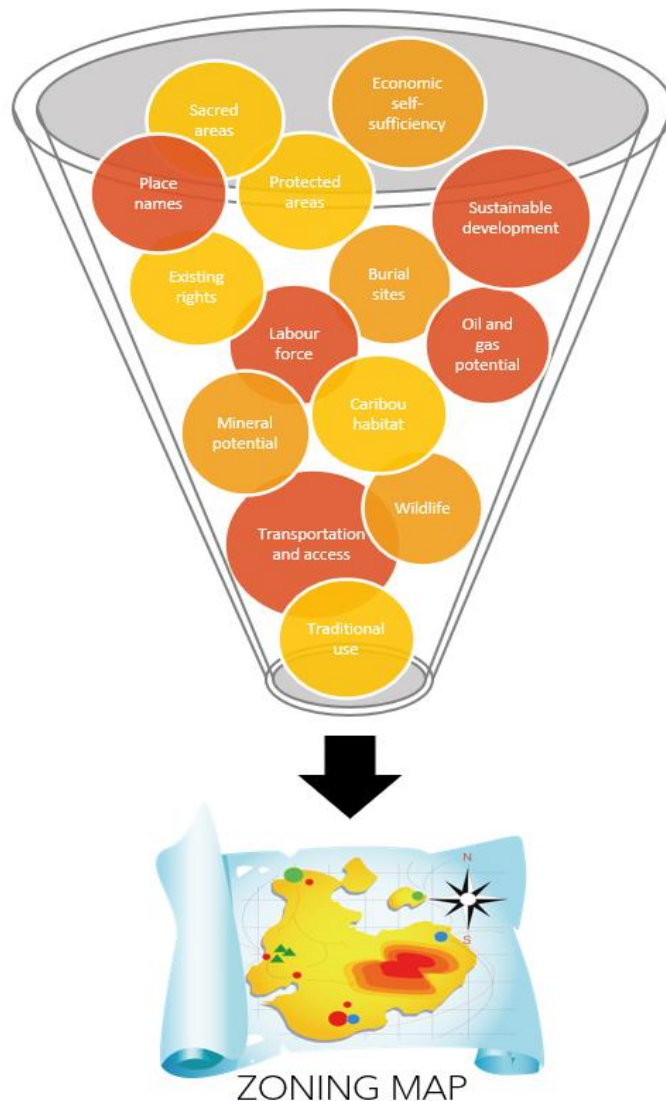 Economic
self-
sufficiency
Sacred
areas
Place
names
Protected
areas
Sustainable
development
Existing
rights
Burial
sites
Labour
force
Oil and
gas
potential
Mineral
potential
Caribou
habitat
Wildlife
Transportation
and access
Traditional
use
N
S
ZONING MAP